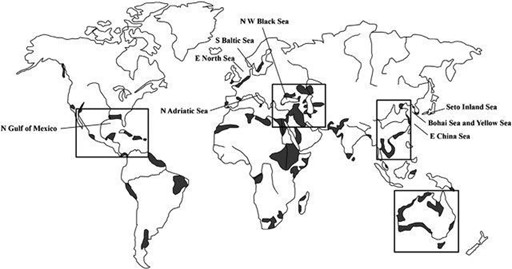 N W Black Sea
S Baltic Sea
E North Sea
N Adriatic Sea
N Gulf of Mexico
Seto Inland Sea
Bohai Sea and Yellow Sea
E China Sea